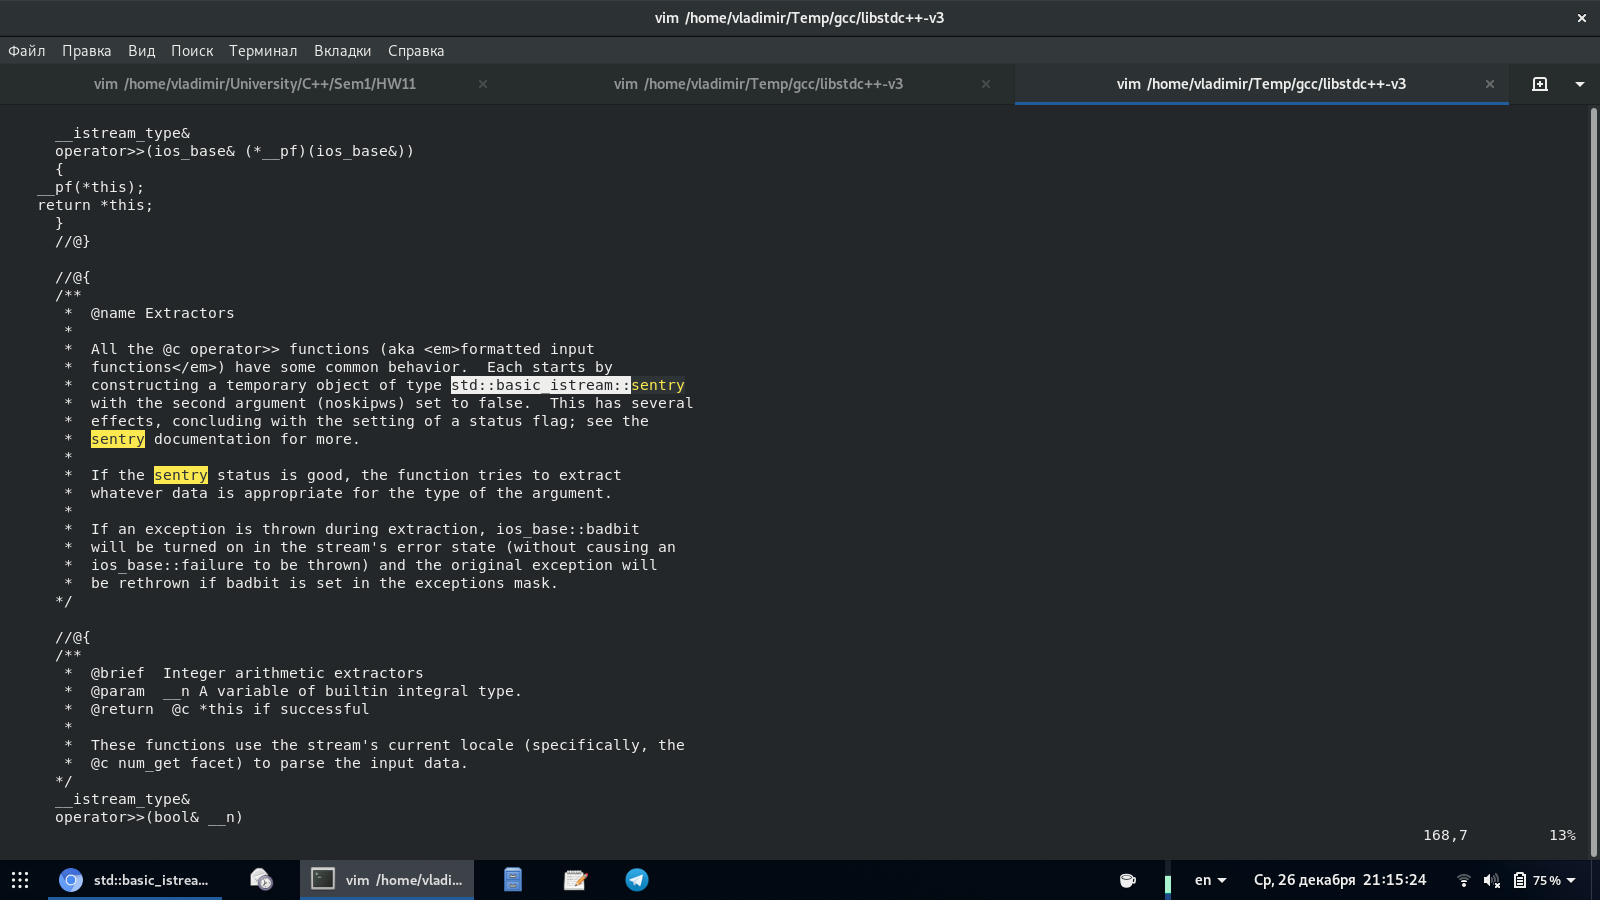 vim /home/vladimir/Temp/gcc/libstdc++-v3
Файл Правка Вид Поиск Терминал Вкладки Справка
vim /home/vladimir/University/C++/Sem1/HW11 vim /home/vladimir/Temp/gcc/libstdc++-v3 vim /home/vladimir/Temp/gcc/libstdc++-v3
__istream_type&
operator>>(ios_base& (*__pf)(ios_base&))
{
__pf(*this);
return *this;
}
//@}
//@{
/**
*  @name Extractors
*
*  All the @c operator>> functions (aka <em>formatted input
*  functions</em>) have some common behavior.  Each starts by
*  constructing a temporary object of type std::basic_istream::sentry
*  with the second argument (noskipws) set to false.  This has several
*  effects, concluding with the setting of a status flag; see the
*  sentry documentation for more.
*
*  If the sentry status is good, the function tries to extract
*  whatever data is appropriate for the type of the argument.
*
*  If an exception is thrown during extraction, ios_base::badbit
*  will be turned on in the stream's error state (without causing an
*  ios_base::failure to be thrown) and the original exception will
*  be rethrown if badbit is set in the exceptions mask.
*/
//@{
/**
*  @brief  Integer arithmetic extractors
*  @param  __n A variable of builtin integral type.
*  @return  @c *this if successful
*
*  These functions use the stream's current locale (specifically, the
*  @c num_get facet) to parse the input data.
*/
__istream_type&
operator>>(bool& __n)
168,7 13%
std::basic_istrea... vim /home/vladi... en Ср, 26 декабря 21:15:24 75 %